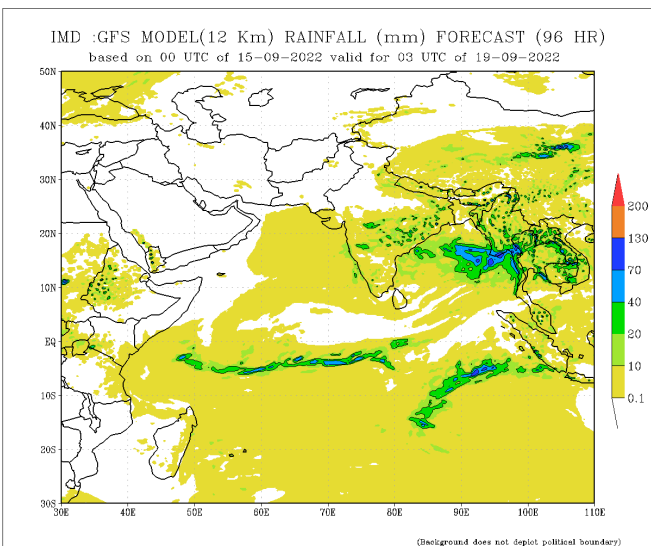 IMD :GFS MODEL(12 Km) RAINFALL (mm) FORECAST (96 HR)
based on 00 UTC of 15-09-2022 valid for 03 UTC of 19-09-2022
50N
40N
30N
20N
10N
EQ
10S
20S
30S
30E 40E 50E 60E 70E 80E 90E 100E 110E
200
130
70
40
20
10
0.1
(Background does not depict political boundary)